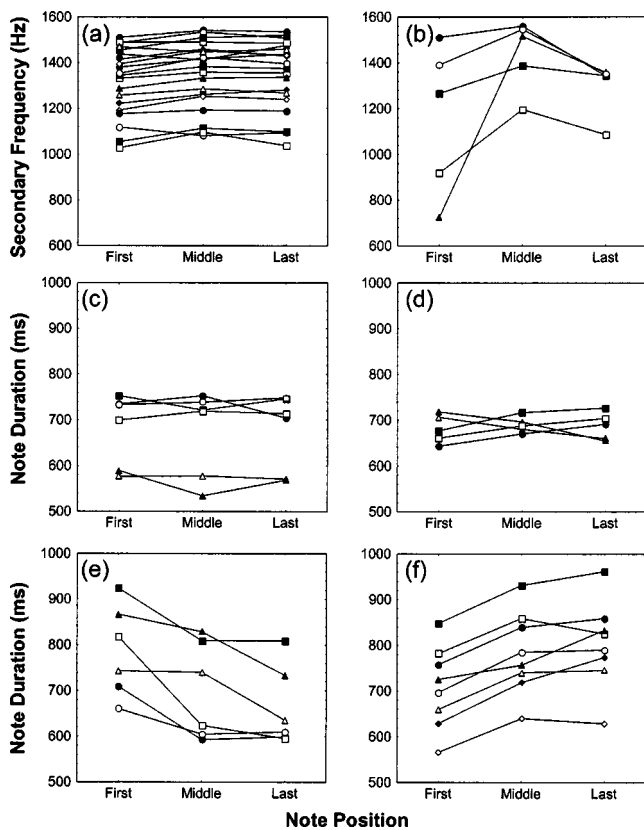 (a)
(b)
Secondary Frequency (Hz)
1600
1400
1200
1000
800
600
First Middle Last
1600
1400
1200
1000
800
600
First Middle Last
(c)
(d)
Note Duration (ms)
1000
900
800
700
600
500
First Middle Last
1000
900
800
700
600
500
First Middle Last
(e)
(f)
Note Duration (ms)
1000
900
800
700
600
500
First Middle Last
1000
900
800
700
600
500
First Middle Last
Note Position